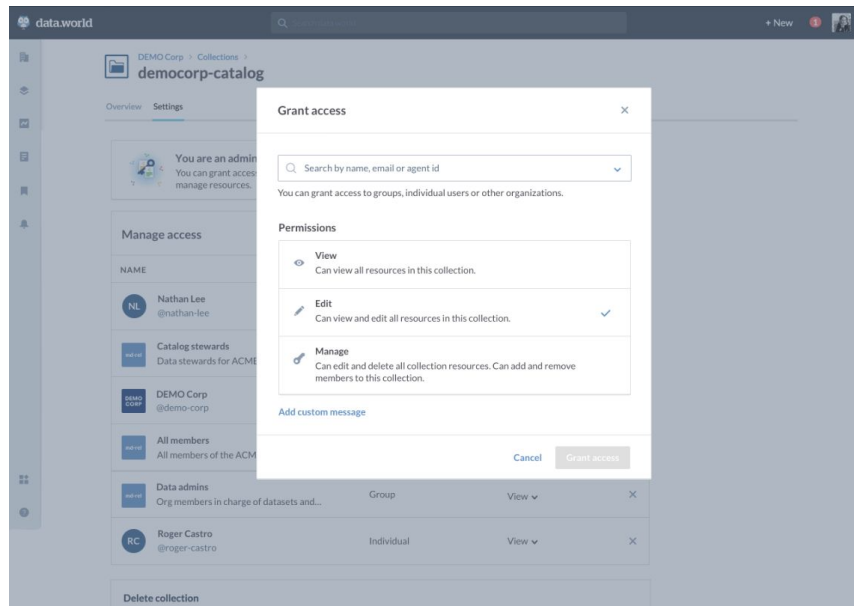 data.world
+ New
1
DEMO Corp > Collections >
democorp-catalog
Overview Settings
You are an admin
You can grant acces
manage resources.
Manage access
NAME
NL
Nathan Lee
@nathan-lee
Catalog stewards
Data stewards for ACME
DEMO
CORP
DEMO Corp
@demo-corp
All members
All members of the ACM
Data admins
Org members in charge of datasets and...
Group
View
RC
Roger Castro
@roger-castro
Individual
View
Delete collection
Grant access
Search by name, email or agent id
You can grant access to groups, individual users or other organizations.
Permissions
View
Can view all resources in this collection.
Edit
Can view and edit all resources in this collection.
Manage
Can edit and delete all collection resources. Can add and remove
members to this collection.
Add custom message
Cancel
Grant access